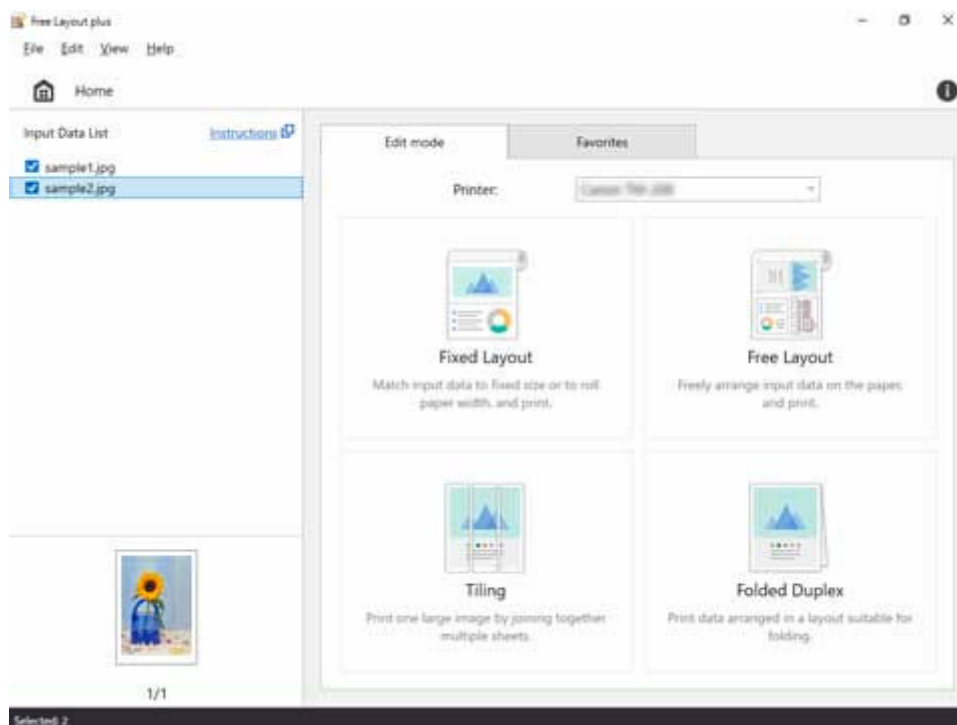 Free Layout plus
File Edit View Help
Home
Input Data List Instructions
sample1.jpg
sample2.jpg
Edit mode Favorites
Printer:
Fixed Layout
Match input data to fixed size or to roll
paper width, and print.
Free Layout
Freely arrange input data on the paper,
and print.
Tiling
Print one large image by joining together
multiple sheets.
Folded Duplex
Print data arranged in a layout suitable for
folding.
1/1
Selected: 2